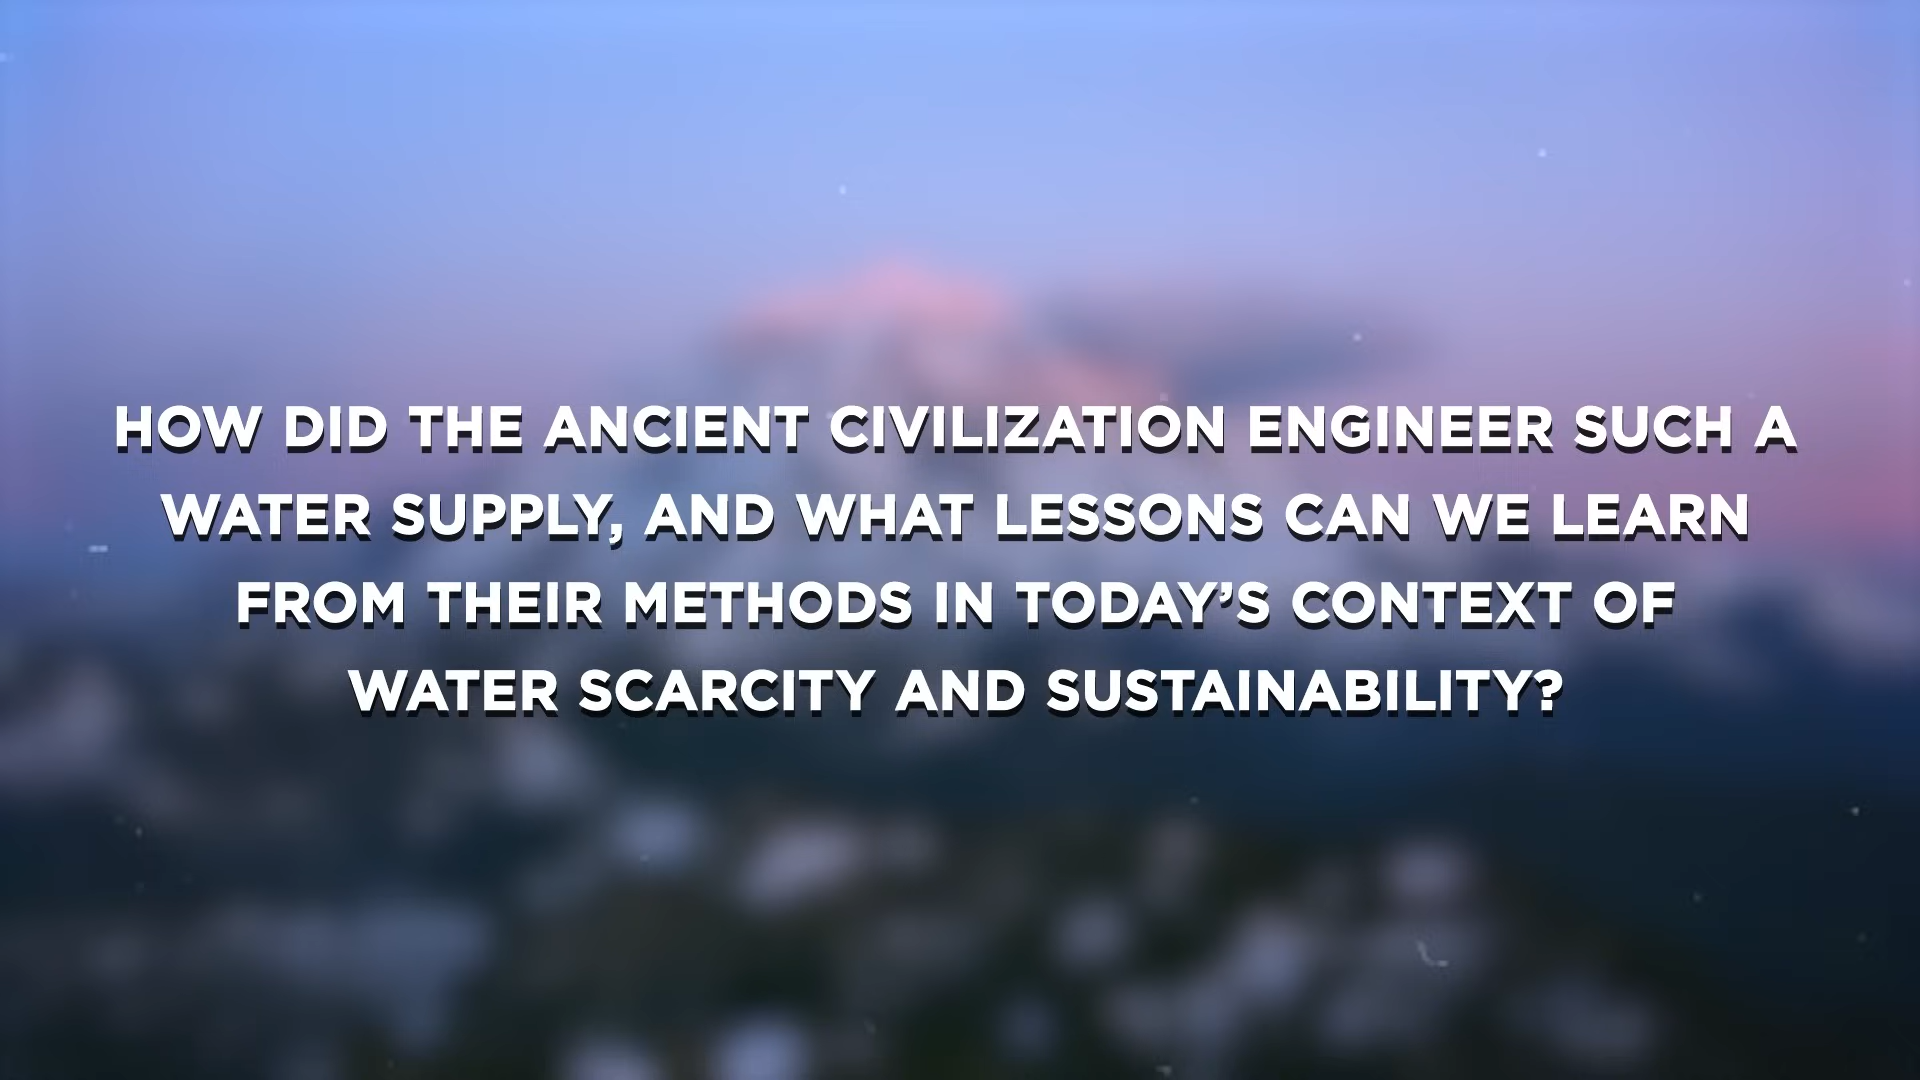 HOW DID THE ANCIENT CIVILIZATION ENGINEER SUCH A
WATER SUPPLY, AND WHAT LESSONS CAN WE LEARN
FROM THEIR METHODS IN TODAY’S CONTEXT OF
WATER SCARCITY AND SUSTAINABILITY?